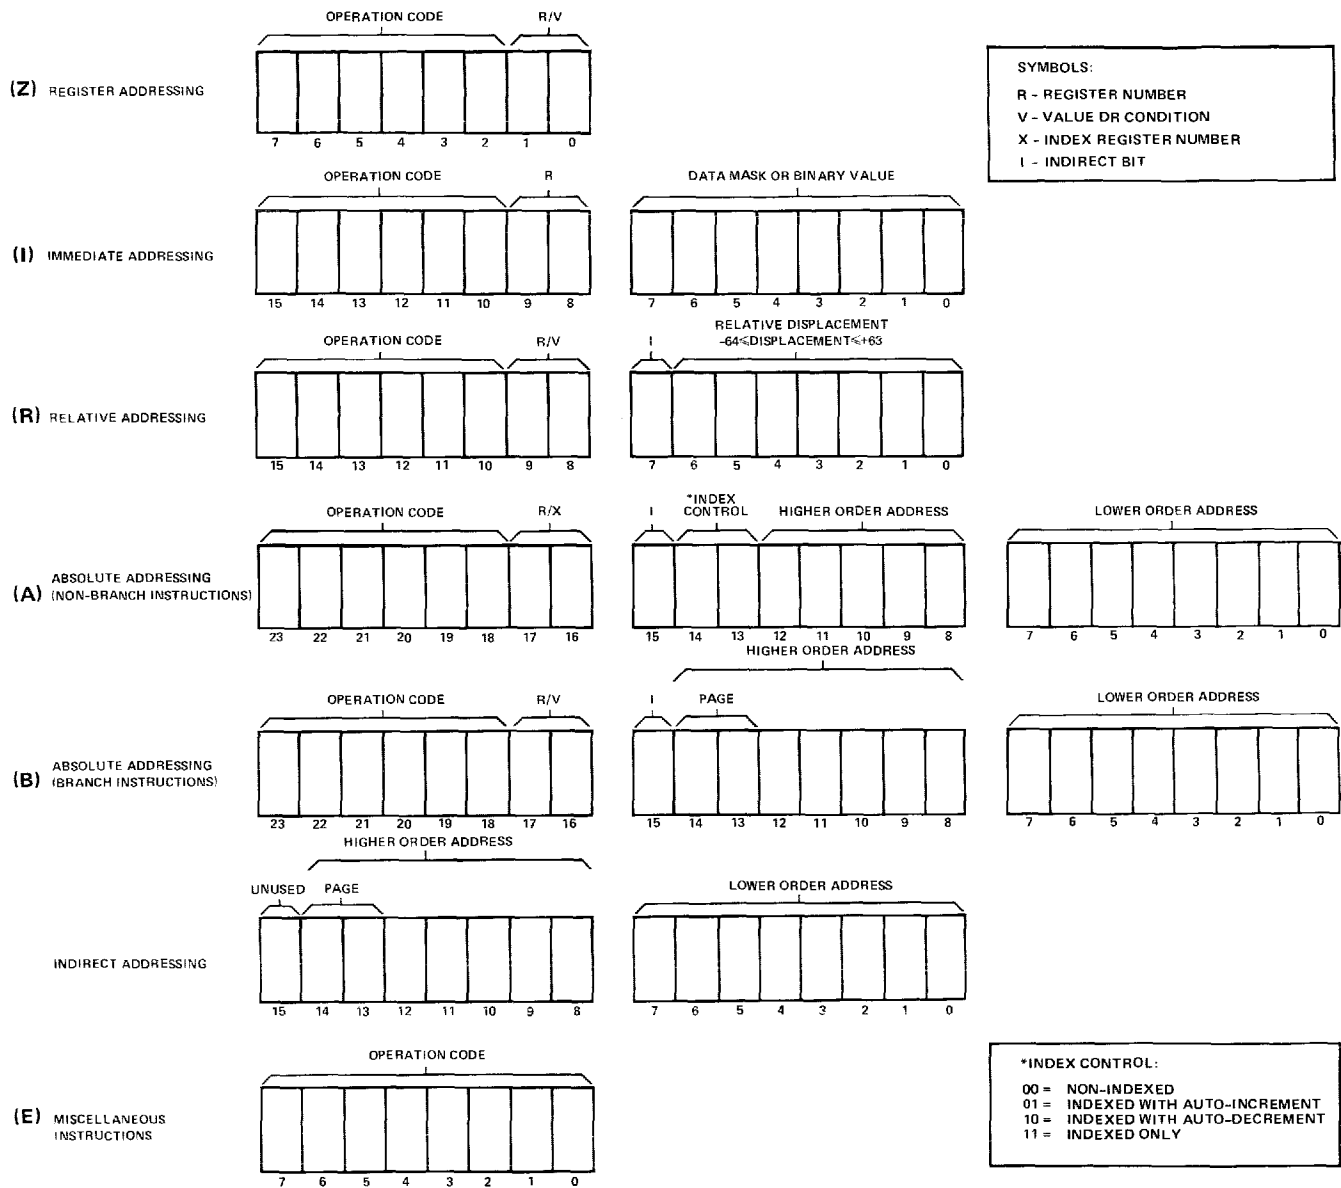 OPERATION CODE R/V
(Z) REGISTER ADDRESSING
7 6 5 4 3 2 1 0
SYMBOLS:
R - REGISTER NUMBER
V - VALUE DR CONDITION
X - INDEX REGISTER NUMBER
I - INDIRECT BIT
OPERATION CODE R DATA MASK OR BINARY VALUE
(I) IMMEDIATE ADDRESSING
15 14 13 12 11 10 9 8 7 6 5 4 3 2 1 0
RELATIVE DISPLACEMENT
OPERATION CODE R/V I -64⩽DISPLACEMENT⩽+63
(R) RELATIVE ADDRESSING
15 14 13 12 11 10 9 8 7 6 5 4 3 2 1 0
OPERATION CODE R/X I *INDEX CONTROL HIGHER ORDER ADDRESS LOWER ORDER ADDRESS
(A) ABSOLUTE ADDRESSING
(NON-BRANCH INSTRUCTIONS)
23 22 21 20 19 18 17 16 15 14 13 12 11 10 9 8 7 6 5 4 3 2 1 0
HIGHER ORDER ADDRESS
OPERATION CODE R/V I PAGE LOWER ORDER ADDRESS
(B) ABSOLUTE ADDRESSING
(BRANCH INSTRUCTIONS)
23 22 21 20 19 18 17 16 15 14 13 12 11 10 9 8 7 6 5 4 3 2 1 0
HIGHER ORDER ADDRESS
UNUSED PAGE LOWER ORDER ADDRESS
INDIRECT ADDRESSING
15 14 13 12 11 10 9 8 7 6 5 4 3 2 1 0
OPERATION CODE
(E) MISCELLANEOUS
INSTRUCTIONS
7 6 5 4 3 2 1 0
*INDEX CONTROL:
00 = NON-INDEXED
01 = INDEXED WITH AUTO-INCREMENT
10 = INDEXED WITH AUTO-DECREMENT
11 = INDEXED ONLY